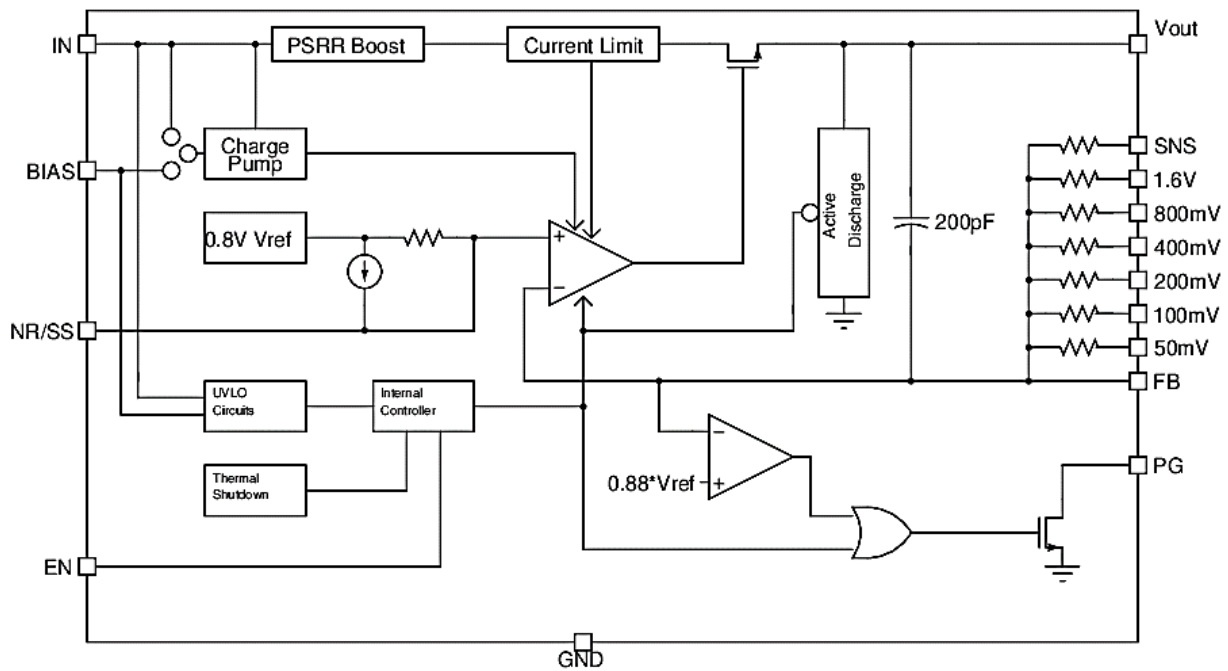 IN
PSRR Boost
Current Limit
Vout
Charge
Pump
BIAS
SNS
1.6V
800mV
400mV
200mV
100mV
50mV
0.8V Vref
+
−
Active
Discharge
200pF
NR/SS
FB
UVLO
Circuits
Internal
Controller
Thermal
Shutdown
−
0.88*Vref
+
PG
EN
GND